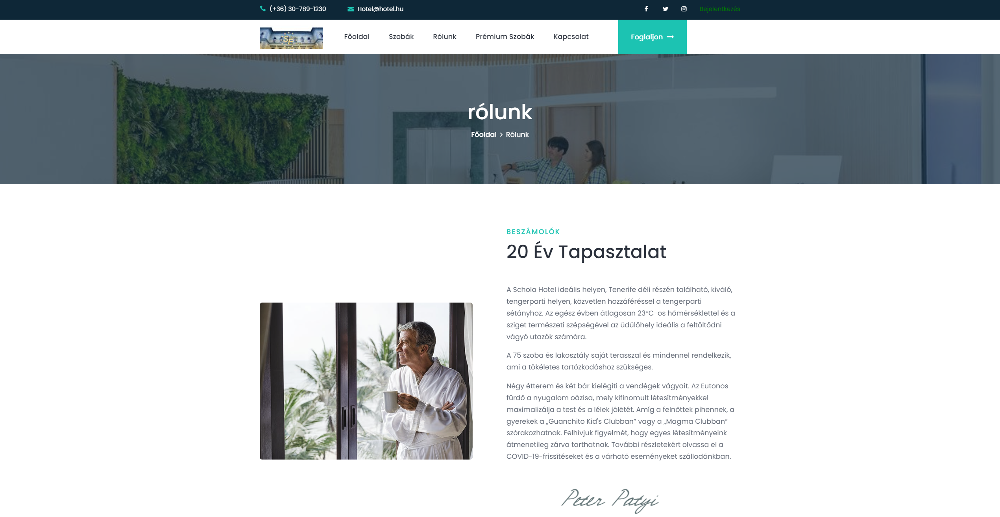 (+36) 30-789-1230
Hotel@hotel.hu
Bejelentkezés
Főoldal
Szobák
Rólunk
Prémium Szobák
Kapcsolat
Foglaljon
rólunk
Főoldal > Rólunk
BESZÁMOLÓK
20 Év Tapasztalat
A Schola Hotel ideális helyen, Tenerife déli részén található, kiváló,
tengerparti helyen, közvetlen hozzáféréssel a tengerparti
sétányhoz. Az egész évben átlagosan 23°C-os hőmérséklettel és a
sziget természeti szépségével az üdülőhely ideális a feltöltődni
vágyó utazók számára.
A 75 szoba és lakosztály saját terasszal és mindennel rendelkezik,
ami a tökéletes tartózkodáshoz szükséges.
Négy étterem és két bár kielégíti a vendégek vágyait. Az Eutonos
fürdő a nyugalom oázisa, mely kifinomult létesítményekkel
maximalizálja a test és a lélek jólétét. Amíg a felnőttek pihennek, a
gyerekek a „Guanchito Kid's Clubban” vagy a „Magma Clubban”
szórakozhatnak. Felhívjuk figyelmét, hogy egyes létesítményeink
átmenetileg zárva tarthatnak. További részletekért olvassa el a
COVID-19-frissítéseket és a várható eseményeket szállodánkban.
Peter Patyi